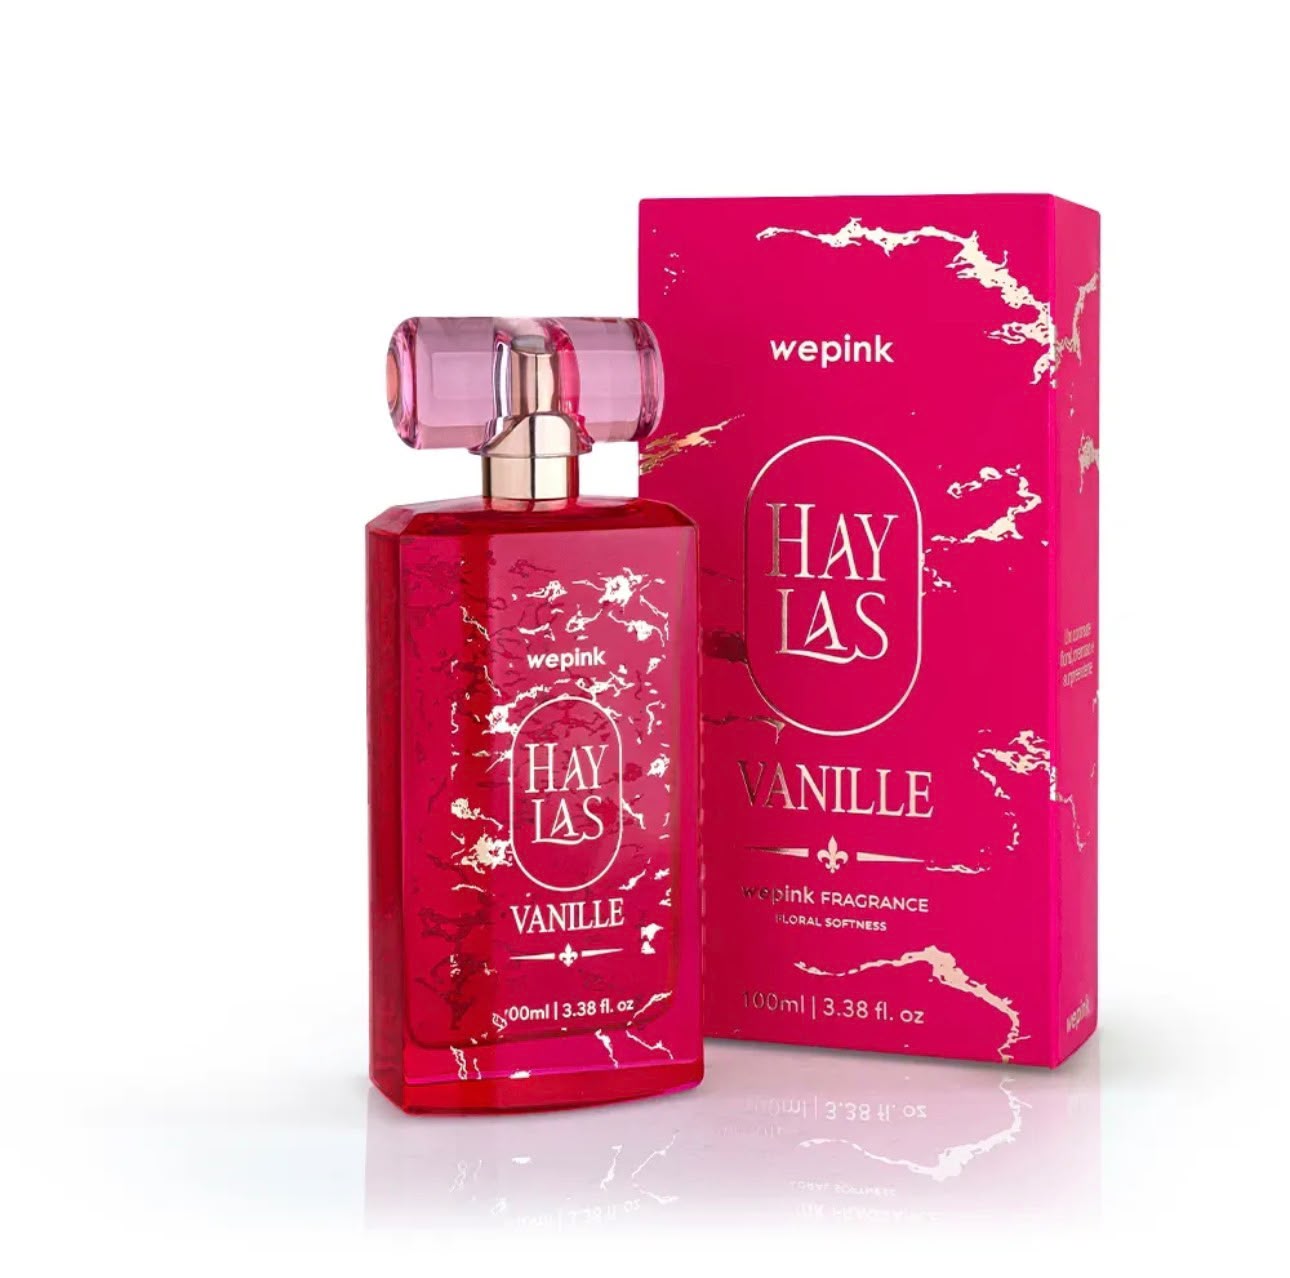 wepink
HAY
LAS
VANILLE
wepink FRAGRANCE
FLORAL SOFTNESS
100ml | 3.38 fl. oz
wepink
wepink
HAY
LAS
VANILLE
100ml | 3.38 fl. oz